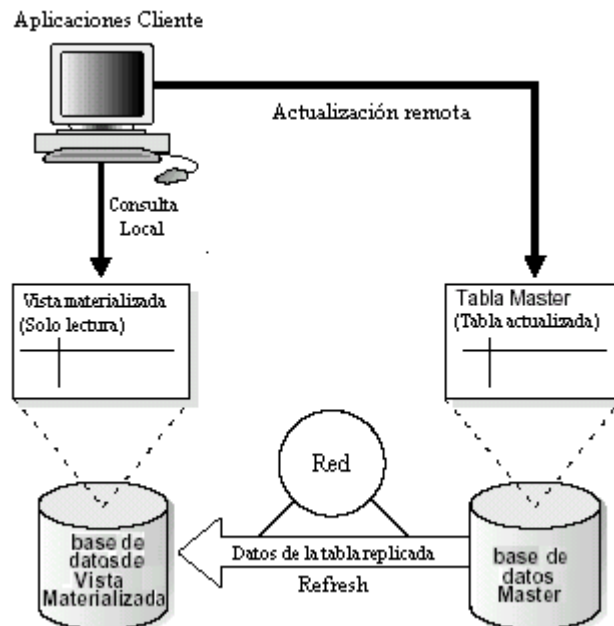 Aplicaciones Cliente
Actualización remota
Consulta
Local
Vista materializada
(Solo lectura)
Tabla Master
(Tabla actualizada)
Red
base de
datos de
Vista
Materializada
Datos de la tabla replicada
Refresh
base de
datos
Master